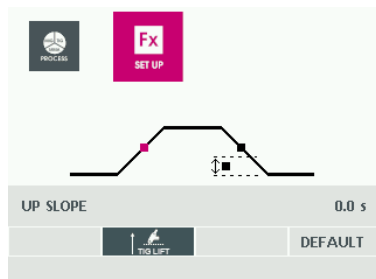 PROCESS
Fx
SET UP
UP SLOPE 0.0 s
TIG LIFT DEFAULT